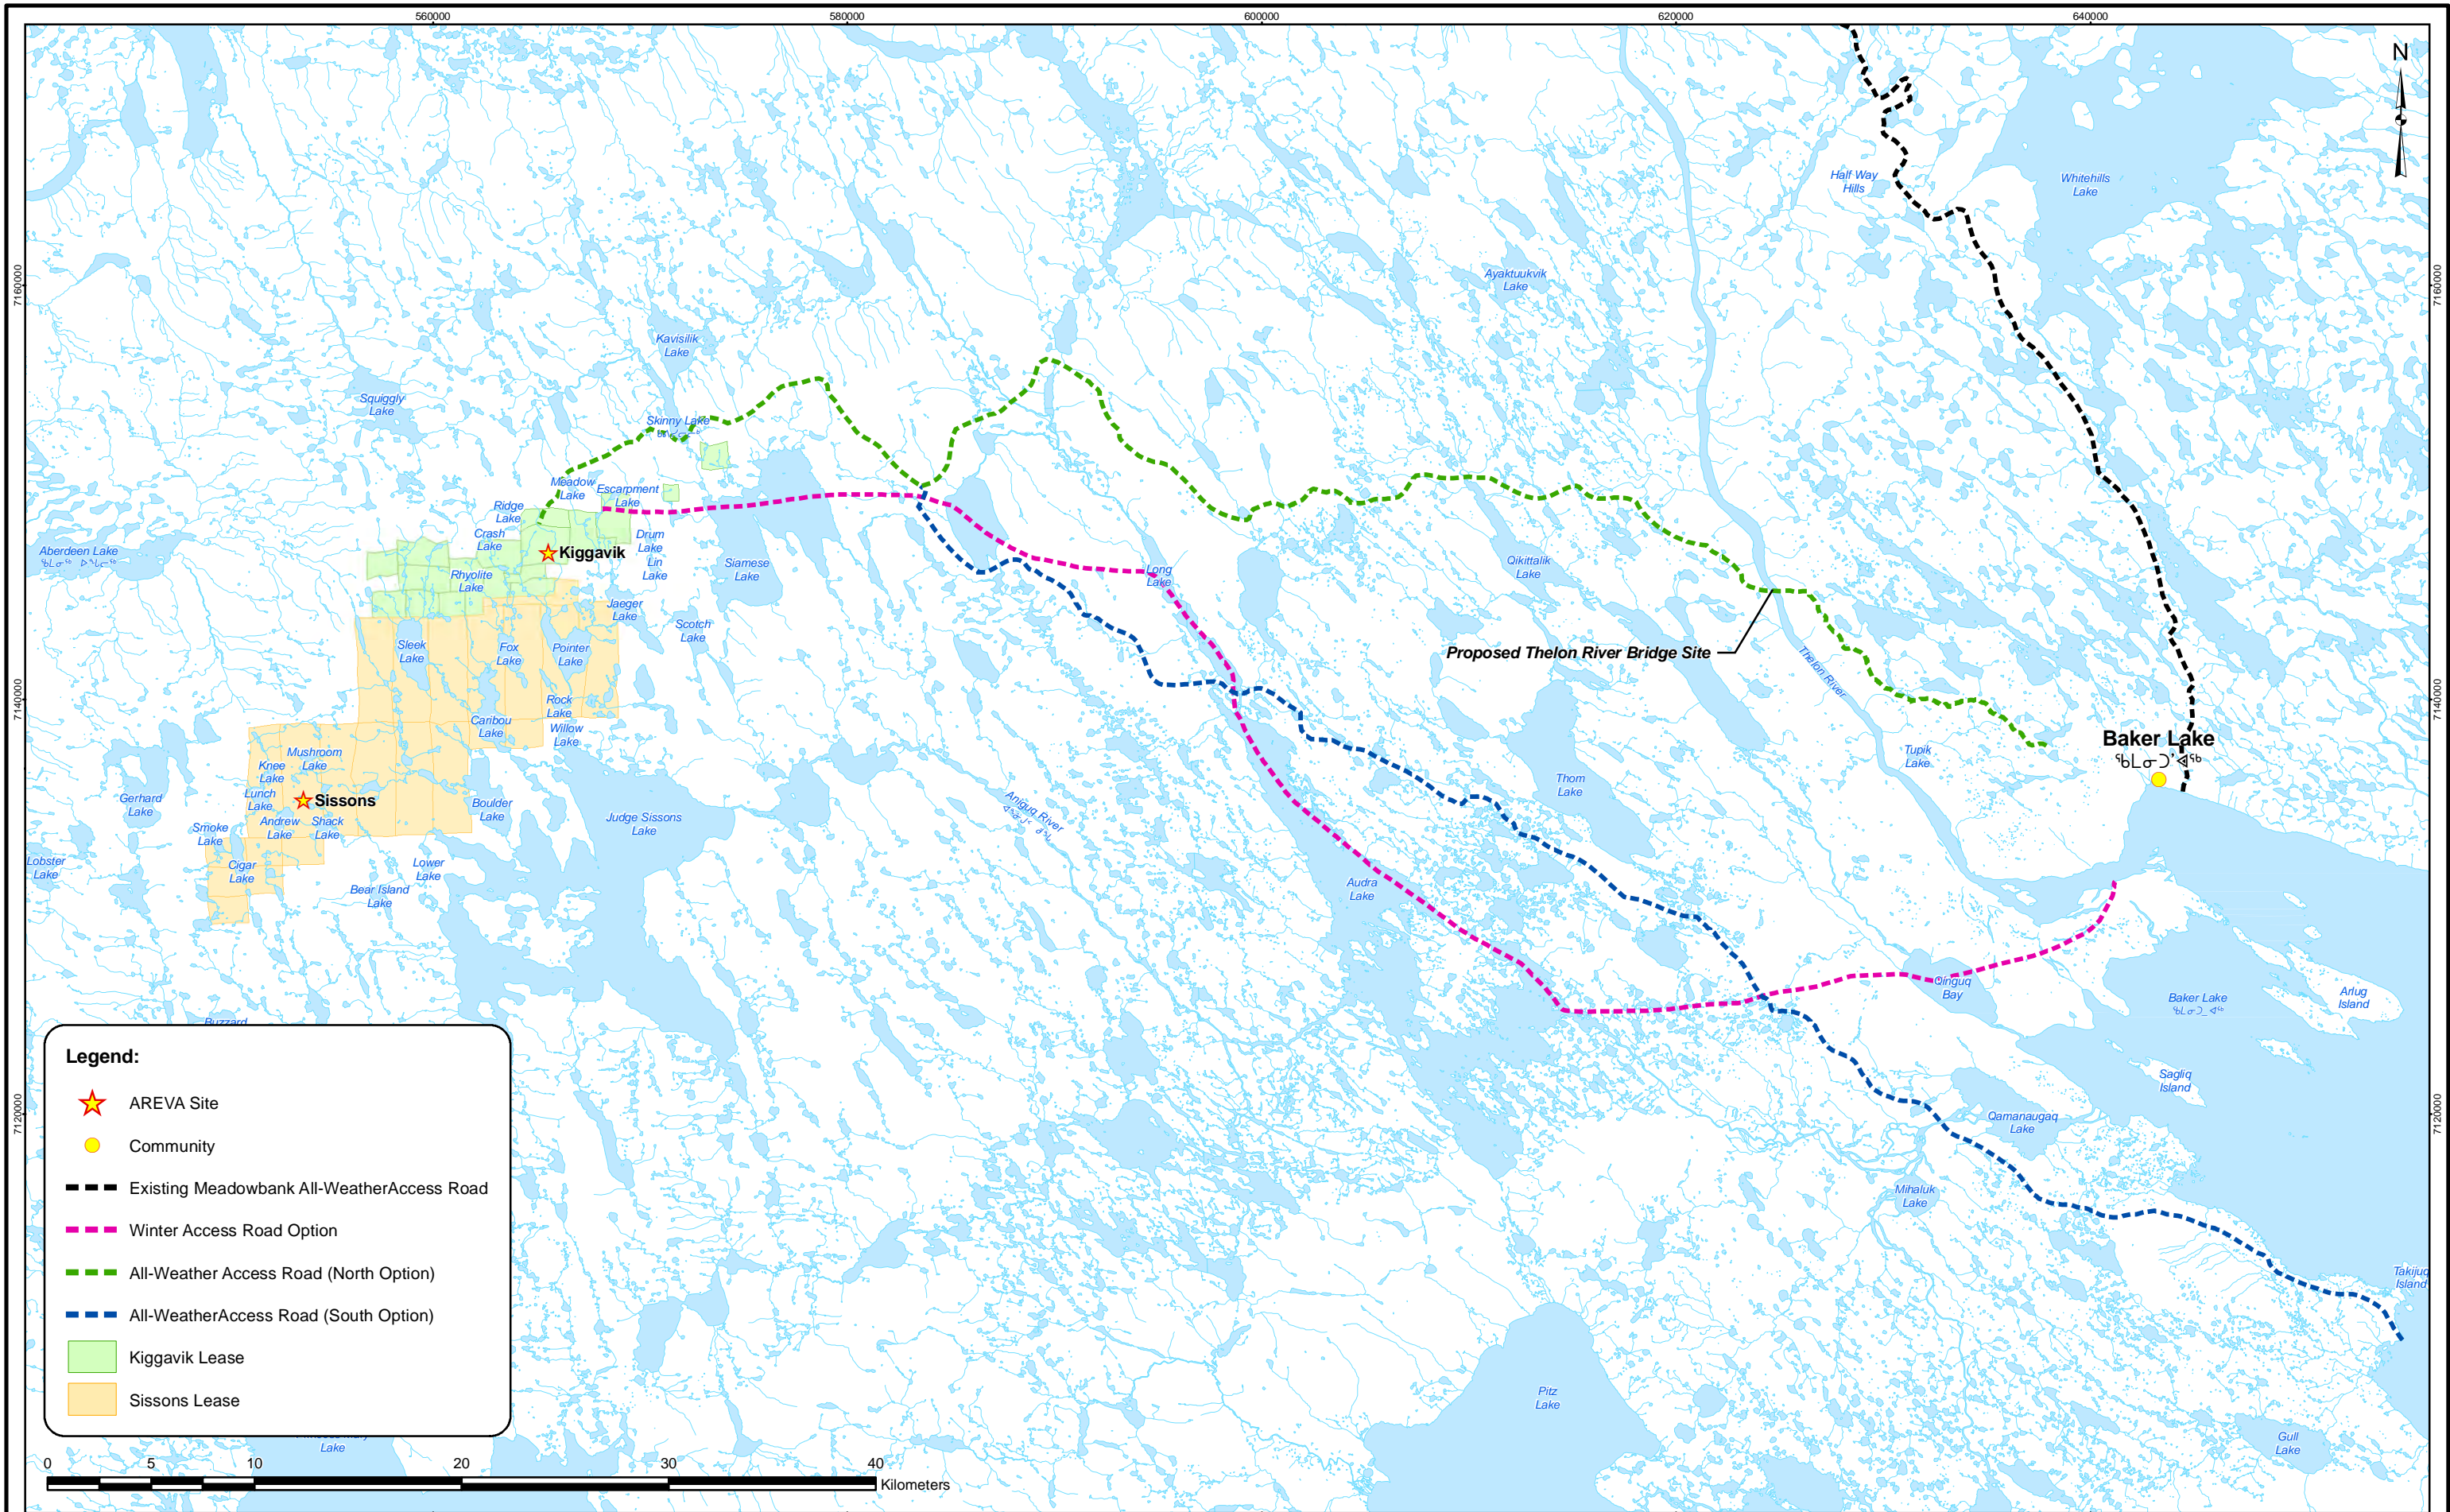 560000
580000
600000
620000
640000
N
Half Way
Hills
Whitehills
Lake
7160000
7160000
Ayaktuukvik
Lake
Kavisilik
Lake
Squiggly
Lake
Skinny Lake
Meadow
Lake
Escarpment
Lake
Ridge
Lake
Crash
Lake
Drum
Lake
Lin
Lake
Kiggavik
Aberdeen Lake
Siamese
Lake
Long
Lake
Qikittalik
Lake
Rhyolite
Lake
Jaeger
Lake
Scotch
Lake
Sleek
Lake
Fox
Lake
Pointer
Lake
Proposed Thelon River Bridge Site
Thelon River
7140000
7140000
Rock
Lake
Caribou
Lake
Willow
Lake
Baker Lake
ᖃᒪᓂᑐᐊᖅ
Mushroom
Lake
Knee
Lake
Tupik
Lake
Lunch
Lake
Sissons
Thom
Lake
Gerhard
Lake
Boulder
Lake
Judge Sissons
Lake
Aniguq River
Smoke
Lake
Andrew
Lake
Shack
Lake
Lobster
Lake
Cigar
Lake
Lower
Lake
Bear Island
Lake
Audra
Lake
Qinguq
Bay
Baker Lake
Arluq
Island
Buzzard
Sagliq
Island
7120000
7120000
Qamanaugaq
Lake
Mihaluk
Lake
Takijuq
Island
Pitz
Lake
Gull
Lake
Legend:
AREVA Site
Community
Existing Meadowbank All-WeatherAccess Road
Winter Access Road Option
All-Weather Access Road (North Option)
All-WeatherAccess Road (South Option)
Kiggavik Lease
Sissons Lease
Lake
0 5 10 20 30 40
Kilometers